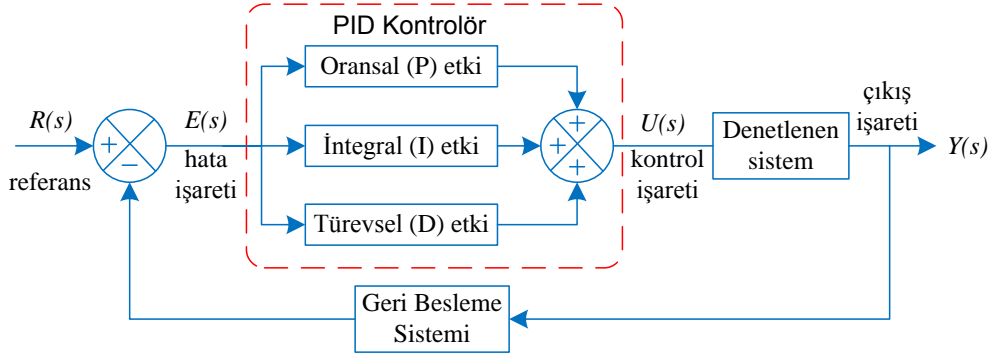 PID Kontrolör
Oransal (P) etki
R(s)
referans
+
−
E(s)
hata
işareti
İntegral (I) etki
+
+
+
U(s)
kontrol
işareti
Denetlenen
sistem
çıkış
işareti
Y(s)
Türevsel (D) etki
Geri Besleme
Sistemi